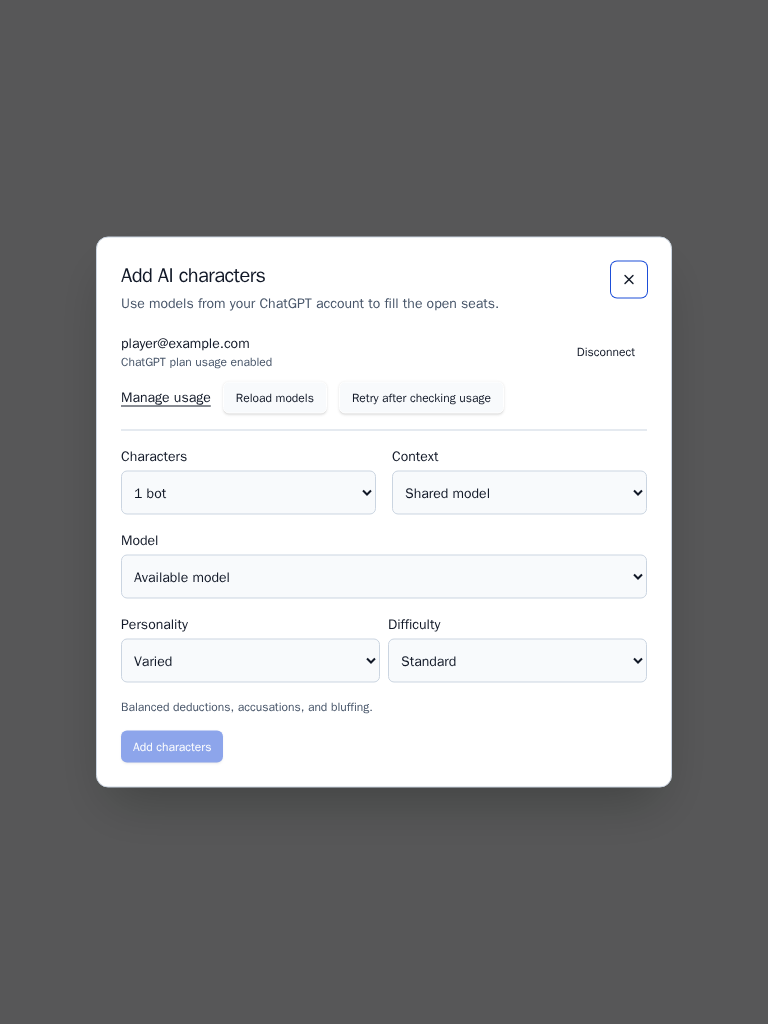 Add AI characters
Use models from your ChatGPT account to fill the open seats.
player@example.com
ChatGPT plan usage enabled
Disconnect
Manage usage
Reload models
Retry after checking usage
Characters
Context
1 bot
Shared model
Model
Available model
Personality
Difficulty
Varied
Standard
Balanced deductions, accusations, and bluffing.
Add characters